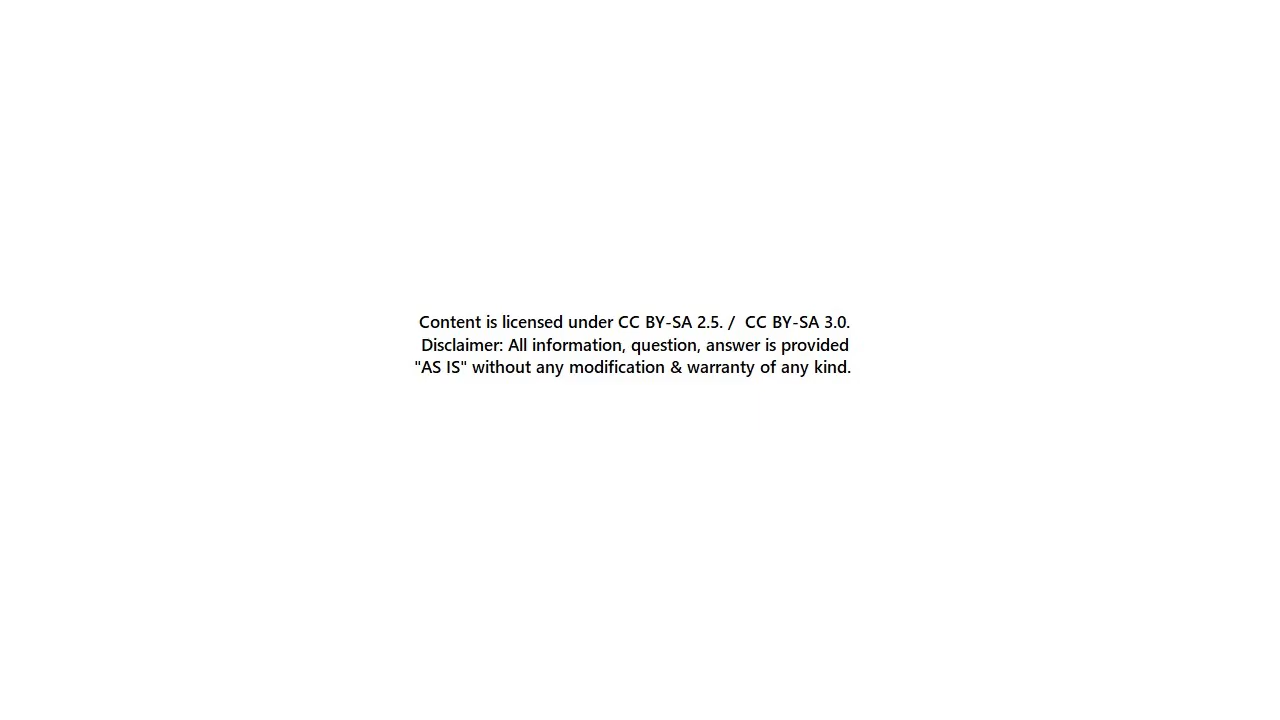 Content is licensed under CC BY-SA 2.5. /  CC BY-SA 3.0.
Disclaimer: All information, question, answer is provided
"AS IS" without any modification & warranty of any kind.